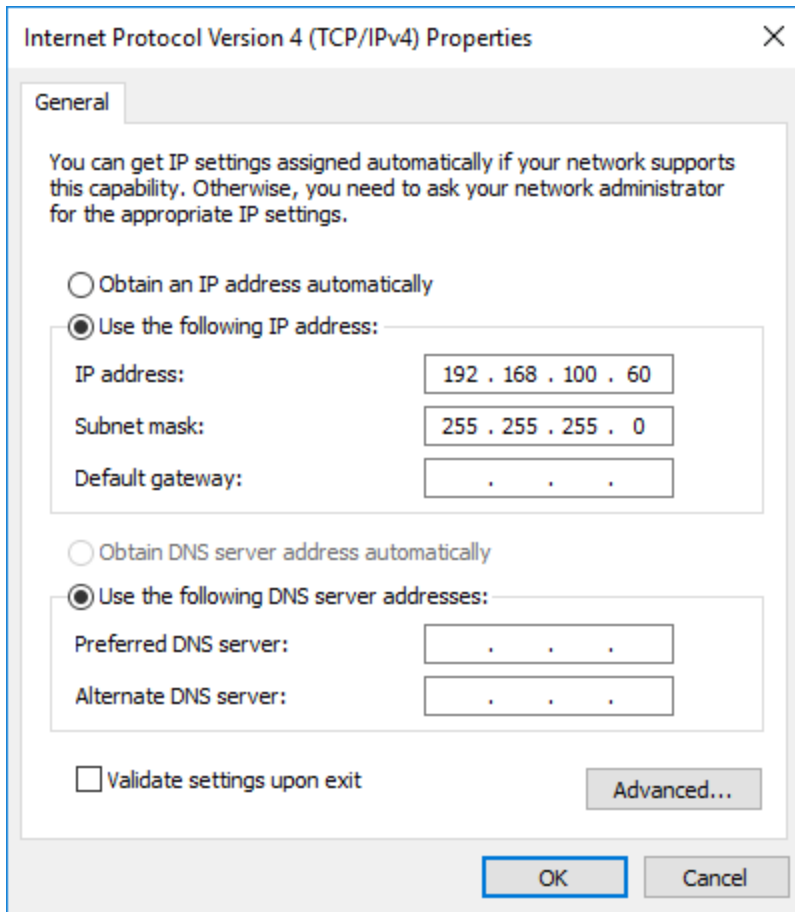 Internet Protocol Version 4 (TCP/IPv4) Properties
General
You can get IP settings assigned automatically if your network supports
this capability. Otherwise, you need to ask your network administrator
for the appropriate IP settings.
Obtain an IP address automatically
Use the following IP address:
IP address: 192 . 168 . 100 . 60
Subnet mask: 255 . 255 . 255 . 0
Default gateway: . . .
Obtain DNS server address automatically
Use the following DNS server addresses:
Preferred DNS server: . . .
Alternate DNS server: . . .
Validate settings upon exit
Advanced...
OK Cancel